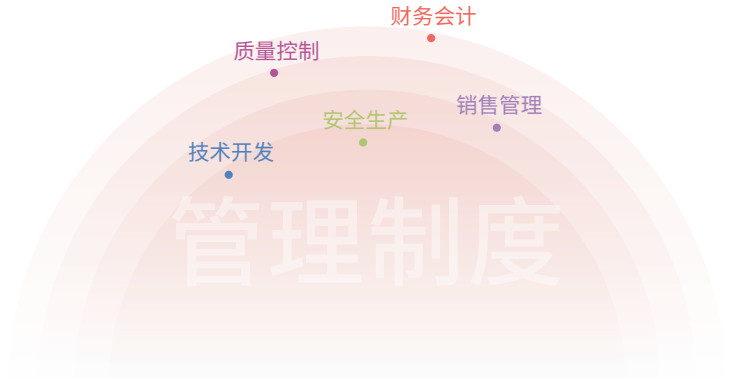 财务会计
质量控制
销售管理
安全生产
技术开发
管理制度